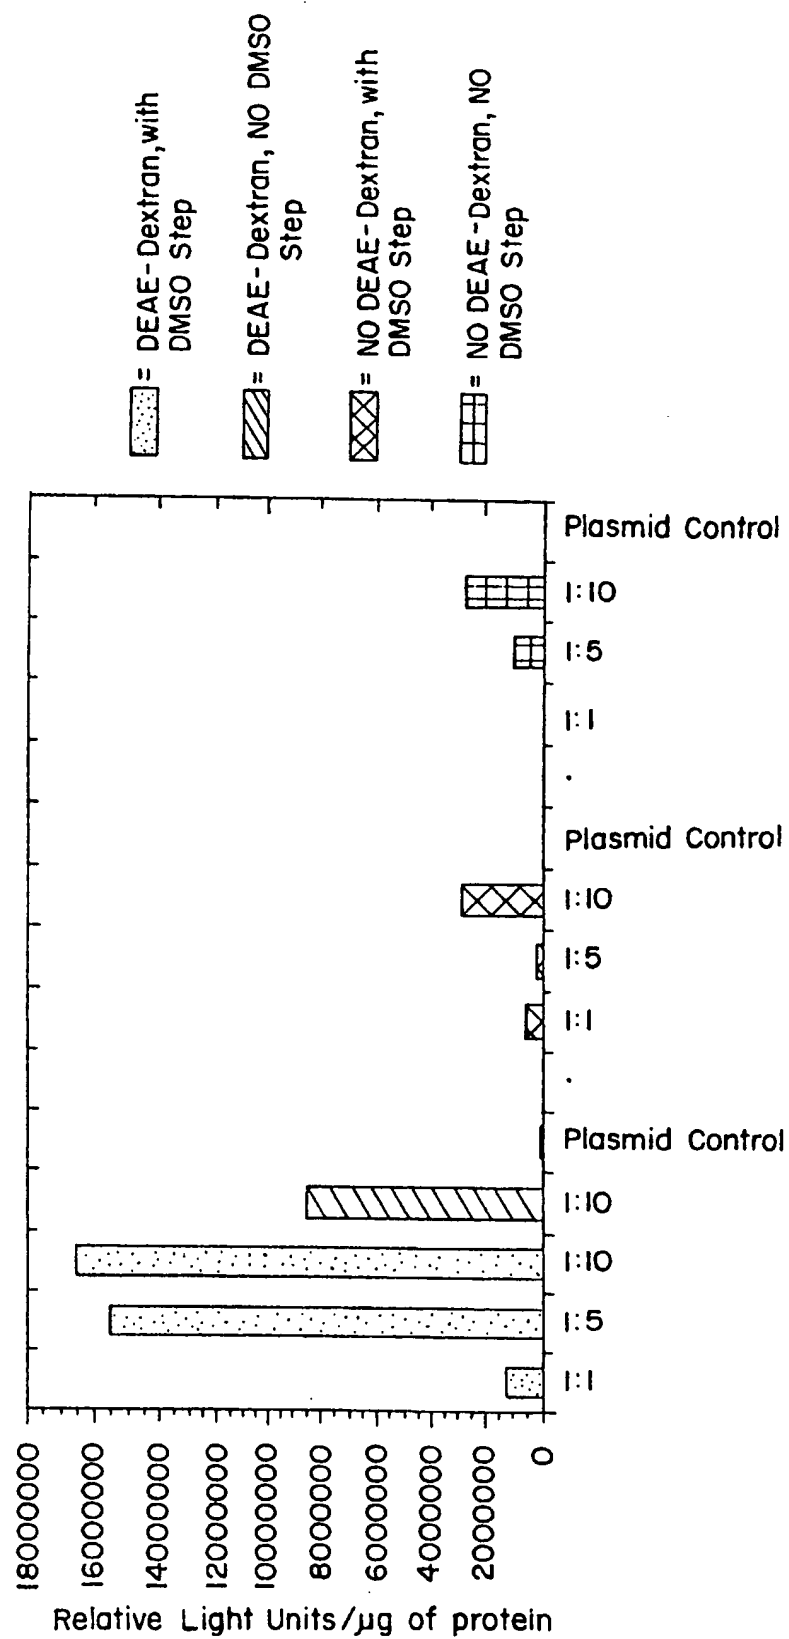 = DEAE-Dextran, with
DMSO Step
= DEAE-Dextran, NO DMSO
Step
= NO DEAE-Dextran, with
DMSO Step
= NO DEAE-Dextran, NO
DMSO Step
Relative Light Units/μg of protein
18000000
16000000
14000000
12000000
10000000
8000000
6000000
4000000
2000000
0
1:1
1:5
1:10
1:10
Plasmid Control
.
1:1
1:5
1:10
Plasmid Control
.
1:1
1:5
1:10
Plasmid Control